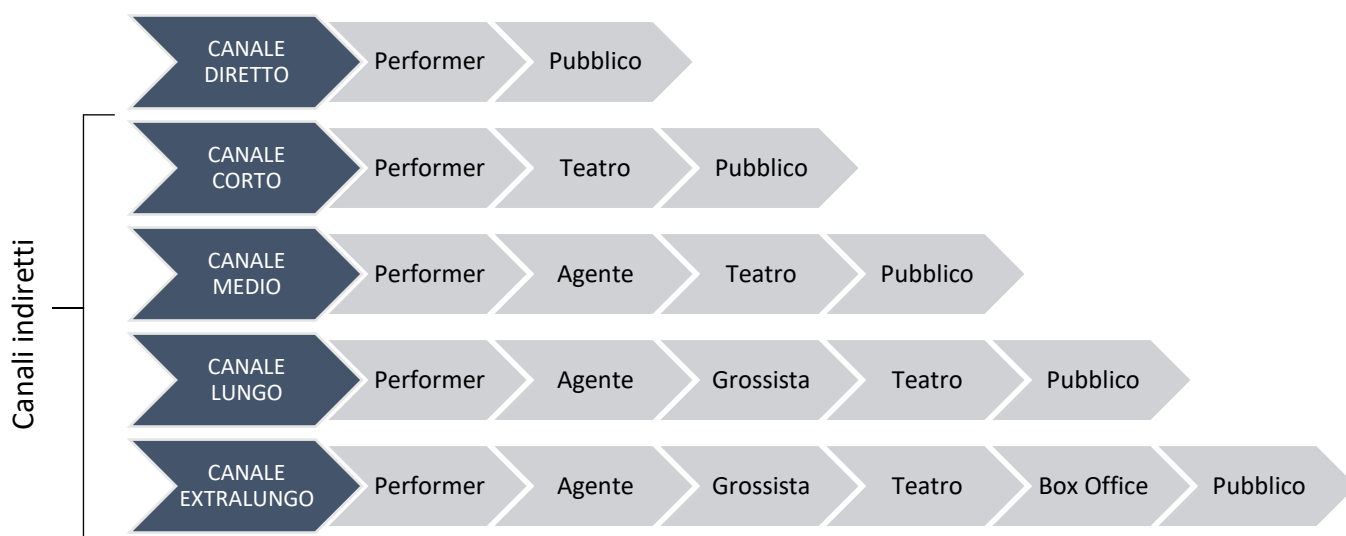 CANALE
DIRETTO
Performer
Pubblico
CANALE
CORTO
Performer
Teatro
Pubblico
CANALE
MEDIO
Performer
Agente
Teatro
Pubblico
CANALE
LUNGO
Performer
Agente
Grossista
Teatro
Pubblico
CANALE
EXTRALUNGO
Performer
Agente
Grossista
Teatro
Box Office
Pubblico
Canali indiretti